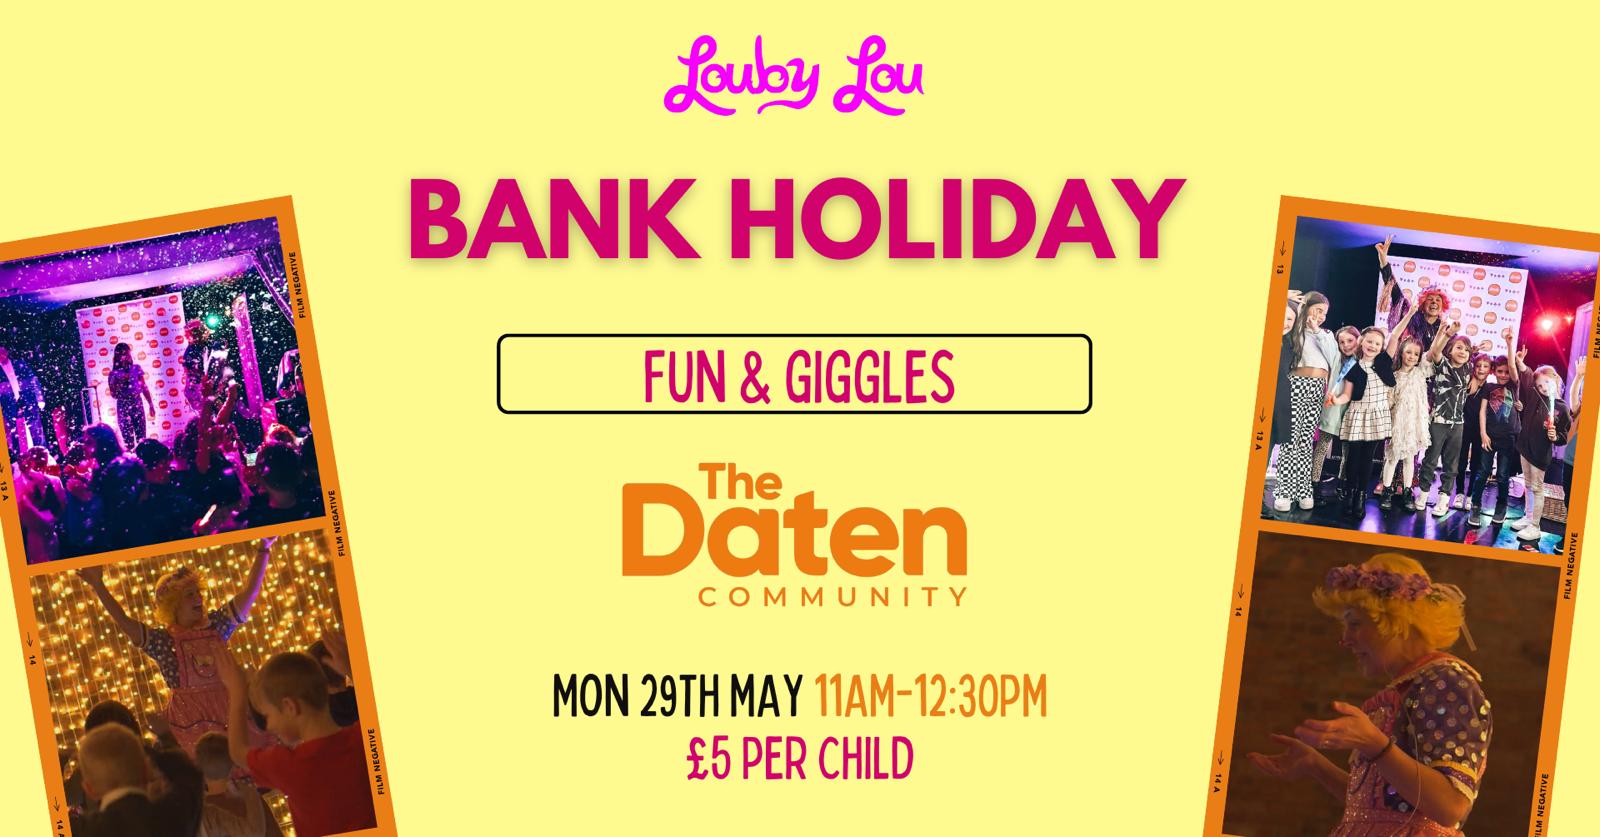 Louby Lou
BANK HOLIDAY
FUN & GIGGLES
The
Daten
COMMUNITY
MON 29TH MAY 11AM-12:30PM
£5 PER CHILD
FILM NEGATIVE
13 A
FILM NEGATIVE
14
FILM NEGATIVE
14 A
13
FILM NEGATIVE
13 A
FILM NEGATIVE
14
14 A
FILM NEGATIVE